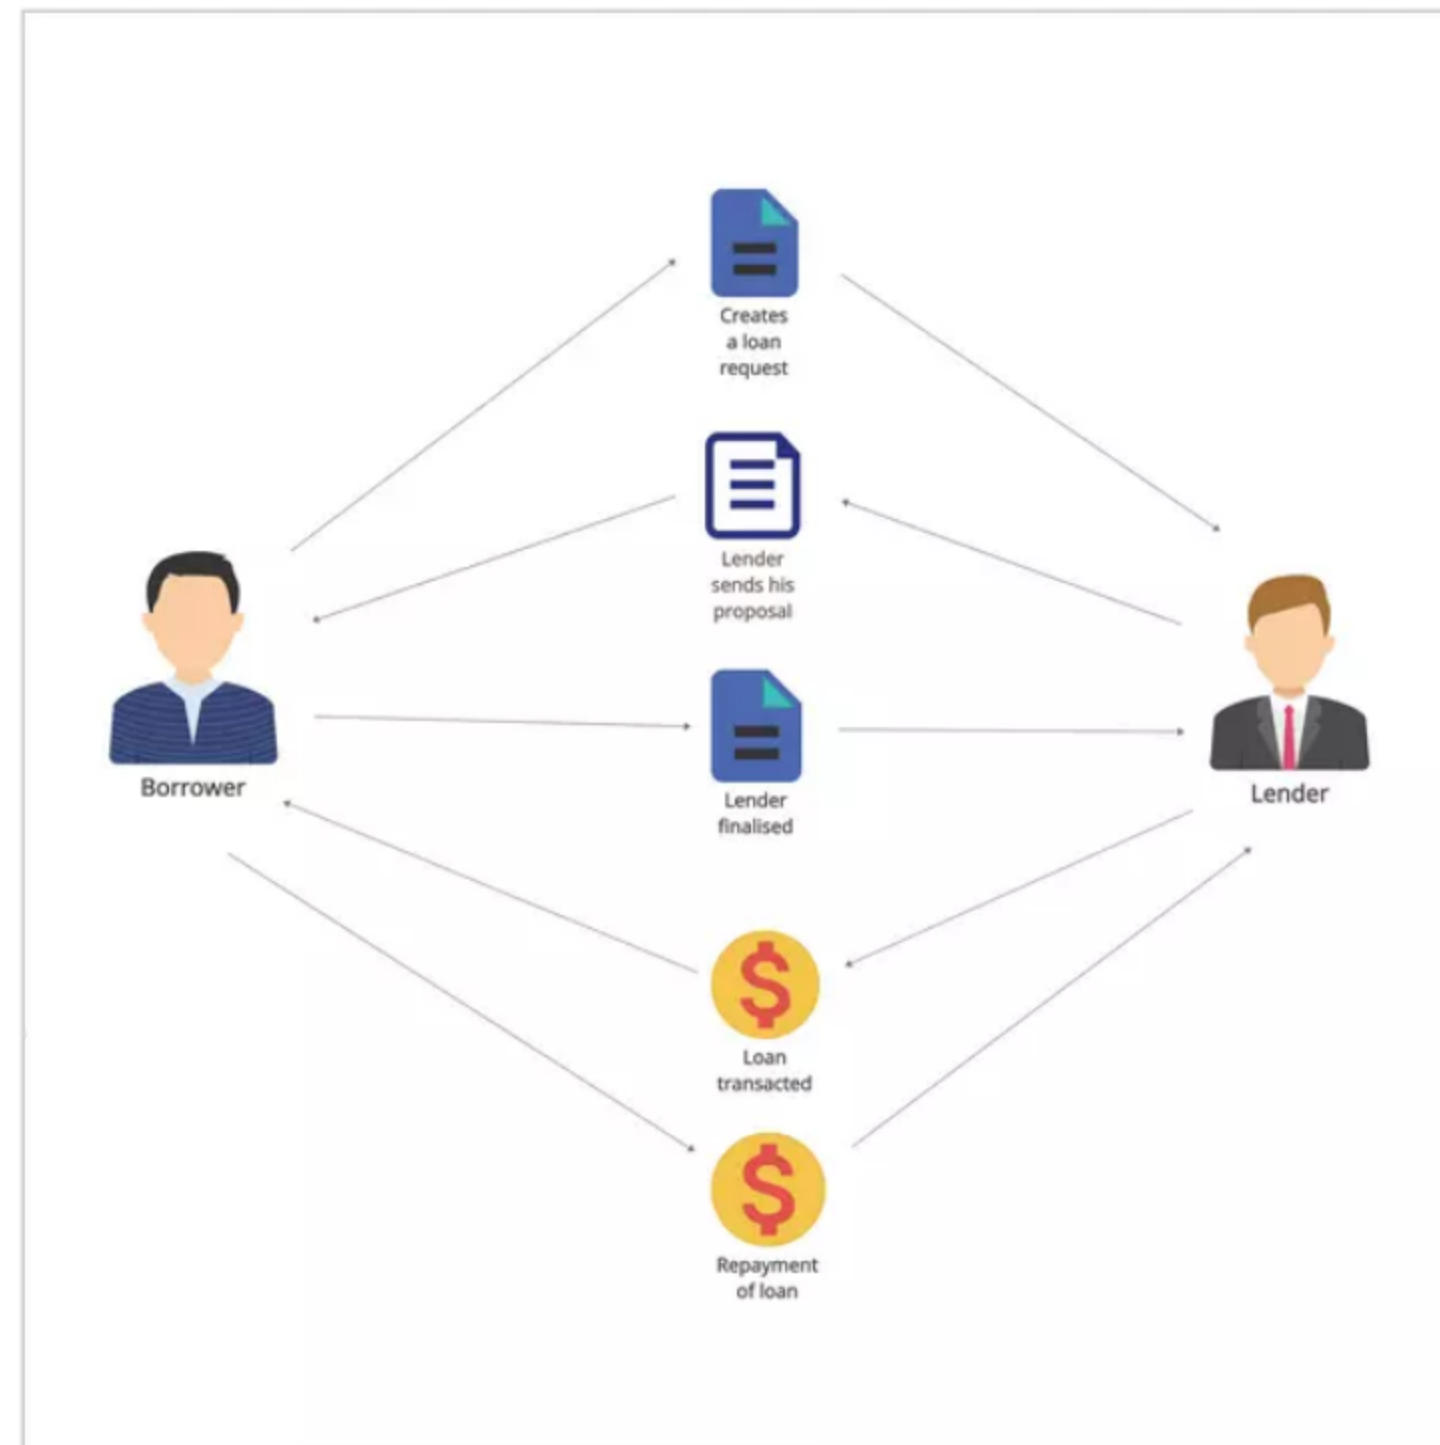 Creates
a loan
request
Lender
sends his
proposal
Borrower
Lender
Lender
finalised
Loan
transacted
Repayment
of loan